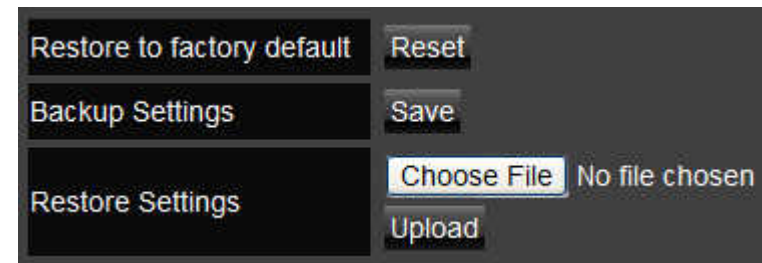 Restore to factory default Reset
Backup Settings Save
Restore Settings Choose File No file chosen
Upload